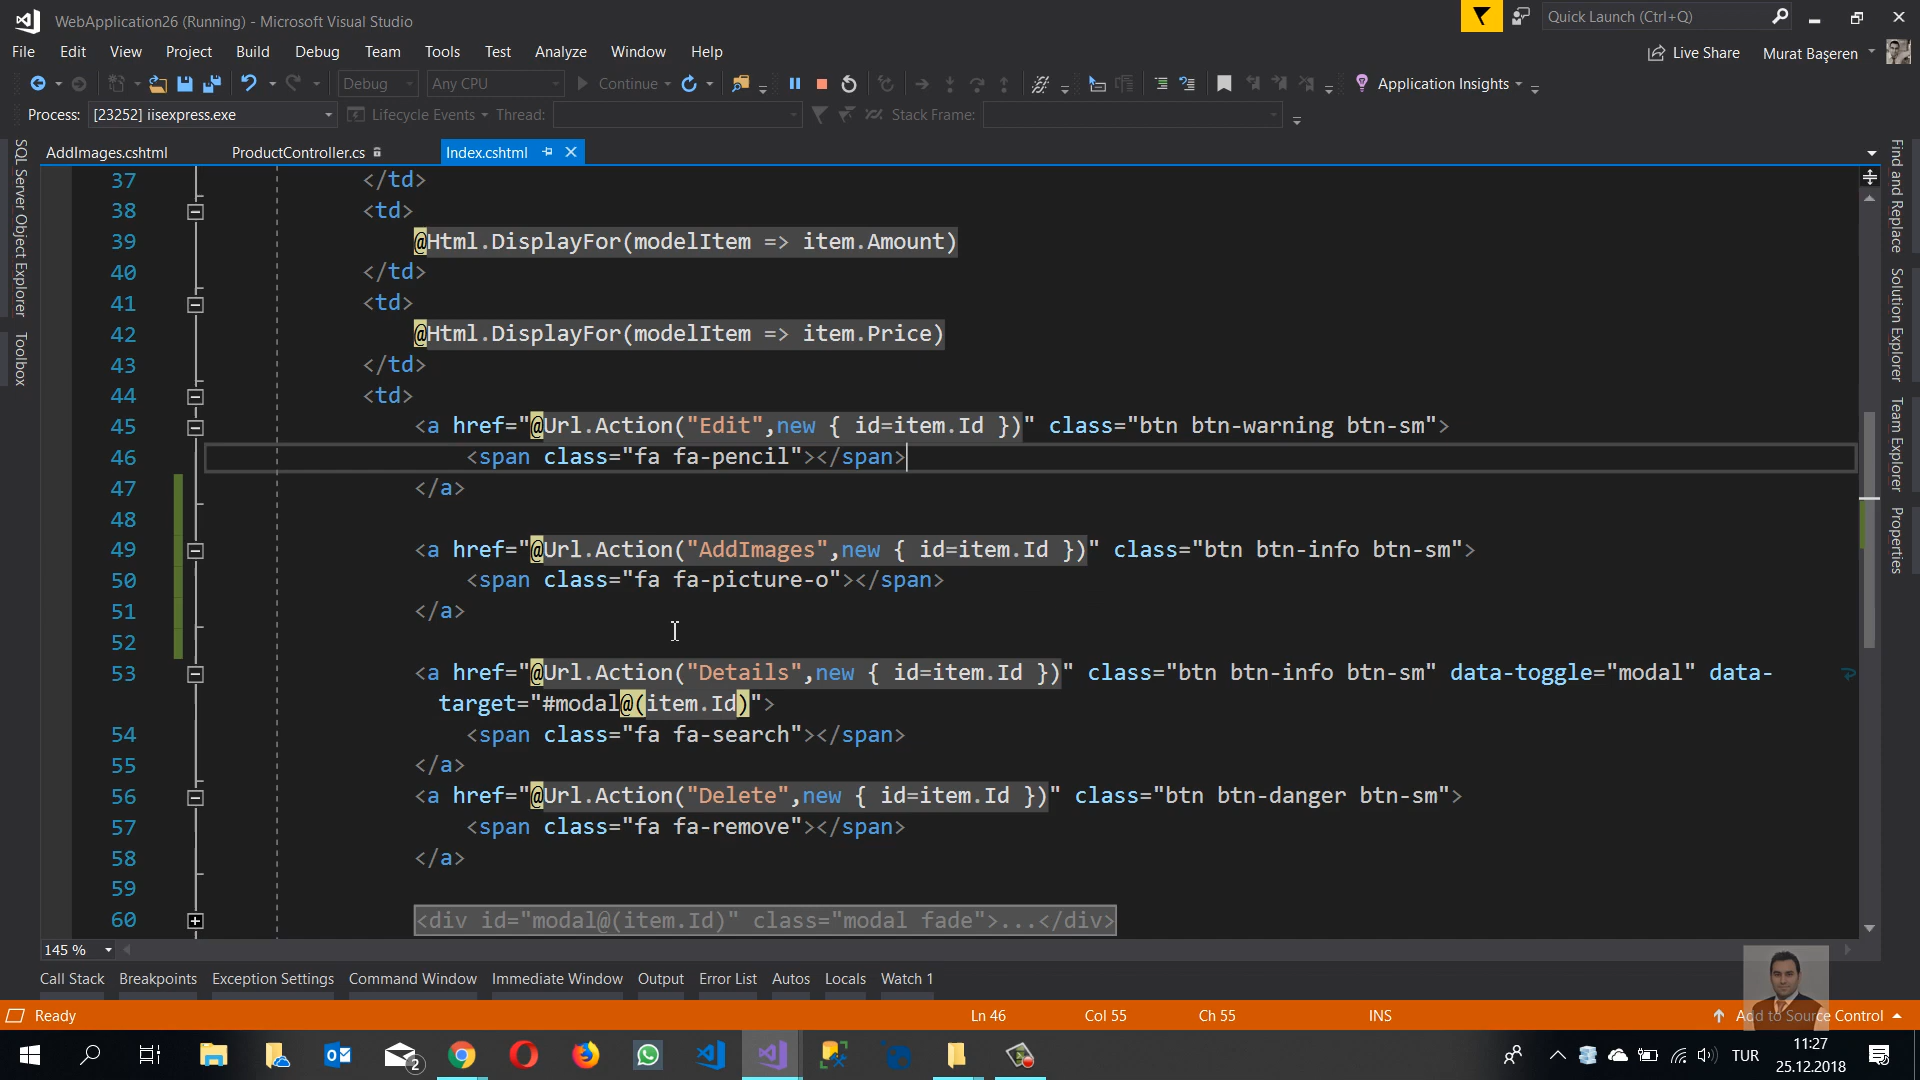 WebApplication26 (Running) - Microsoft Visual Studio
Quick Launch (Ctrl+Q)
File Edit View Project Build Debug Team Tools Test Analyze Window Help
Live Share Murat Başeren
Debug Any CPU Continue Application Insights
Process: [23252] iisexpress.exe Lifecycle Events Thread: Stack Frame:
AddImages.cshtml ProductController.cs Index.cshtml
SQL Server Object Explorer
Toolbox
Find and Replace
Solution Explorer
Team Explorer
Properties
37 </td>
38 <td>
39 @Html.DisplayFor(modelItem => item.Amount)
40 </td>
41 <td>
42 @Html.DisplayFor(modelItem => item.Price)
43 </td>
44 <td>
45 <a href="@Url.Action("Edit",new { id=item.Id })" class="btn btn-warning btn-sm">
46 <span class="fa fa-pencil"></span>
47 </a>
48
49 <a href="@Url.Action("AddImages",new { id=item.Id })" class="btn btn-info btn-sm">
50 <span class="fa fa-picture-o"></span>
51 </a>
52
53 <a href="@Url.Action("Details",new { id=item.Id })" class="btn btn-info btn-sm" data-toggle="modal" data-
target="#modal@(item.Id)">
54 <span class="fa fa-search"></span>
55 </a>
56 <a href="@Url.Action("Delete",new { id=item.Id })" class="btn btn-danger btn-sm">
57 <span class="fa fa-remove"></span>
58 </a>
59
60 <div id="modal@(item.Id)" class="modal fade">...</div>
145 %
Call Stack Breakpoints Exception Settings Command Window Immediate Window Output Error List Autos Locals Watch 1
Ready Ln 46 Col 55 Ch 55 INS Add to Source Control
2
TUR
11:27
25.12.2018